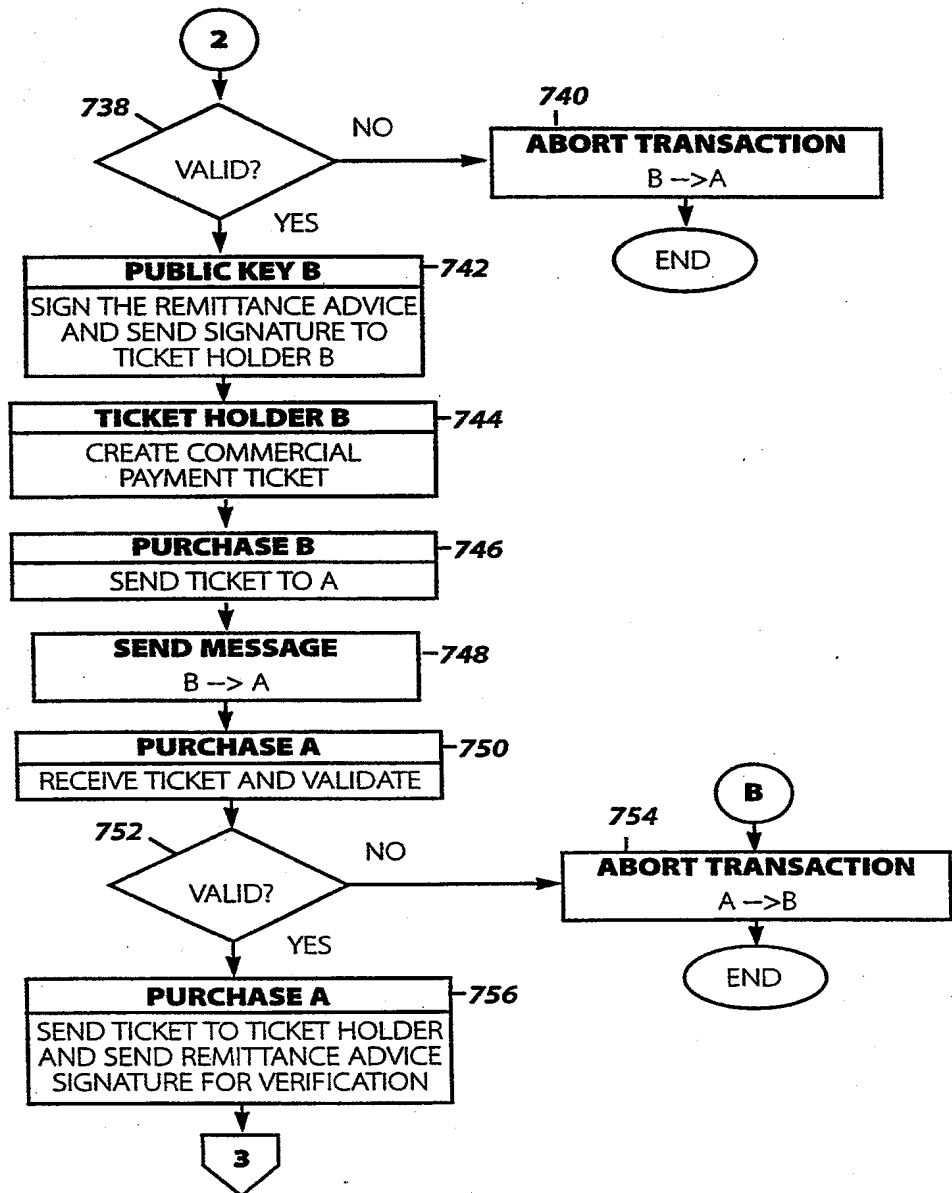 2
738
VALID?
NO
740
ABORT TRANSACTION
B -->A
END
YES
PUBLIC KEY B
742
SIGN THE REMITTANCE ADVICE
AND SEND SIGNATURE TO
TICKET HOLDER B
TICKET HOLDER B
744
CREATE COMMERCIAL
PAYMENT TICKET
PURCHASE B
746
SEND TICKET TO A
SEND MESSAGE
748
B --> A
PURCHASE A
750
RECEIVE TICKET AND VALIDATE
752
VALID?
NO
B
754
ABORT TRANSACTION
A -->B
END
YES
PURCHASE A
756
SEND TICKET TO TICKET HOLDER
AND SEND REMITTANCE ADVICE
SIGNATURE FOR VERIFICATION
3